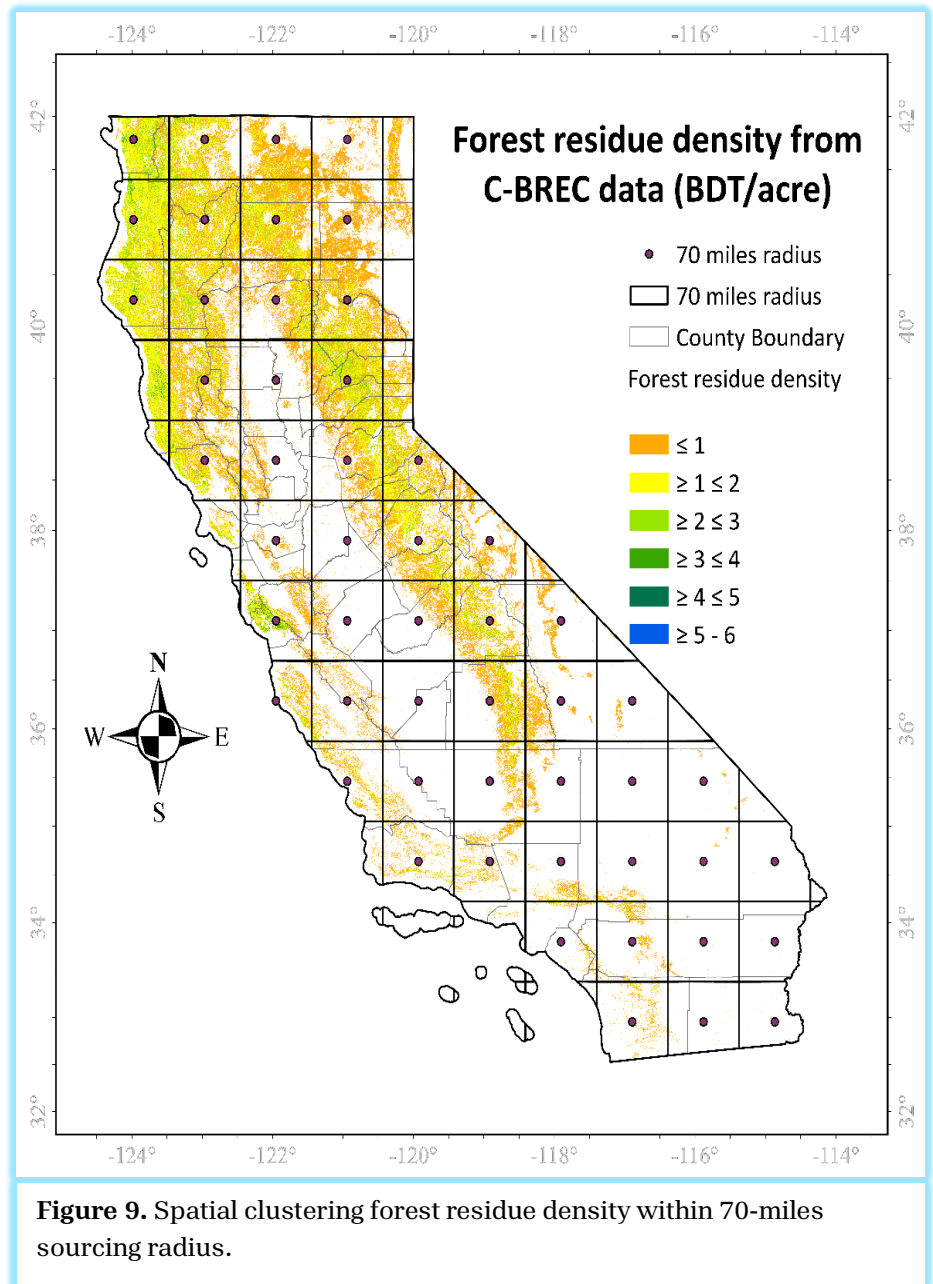 -124° -122° -120° -118° -116° -114°
42° 42°
Forest residue density from
C-BREC data (BDT/acre)
70 miles radius
70 miles radius
40° 40°
County Boundary
Forest residue density
≤ 1
≥ 1 ≤ 2
≥ 2 ≤ 3
38° 38°
≥ 3 ≤ 4
≥ 4 ≤ 5
≥ 5 - 6
N
W E
36° 36°
S
34° 34°
32° 32°
-124° -122° -120° -118° -116° -114°
Figure 9. Spatial clustering forest residue density within 70-miles
sourcing radius.